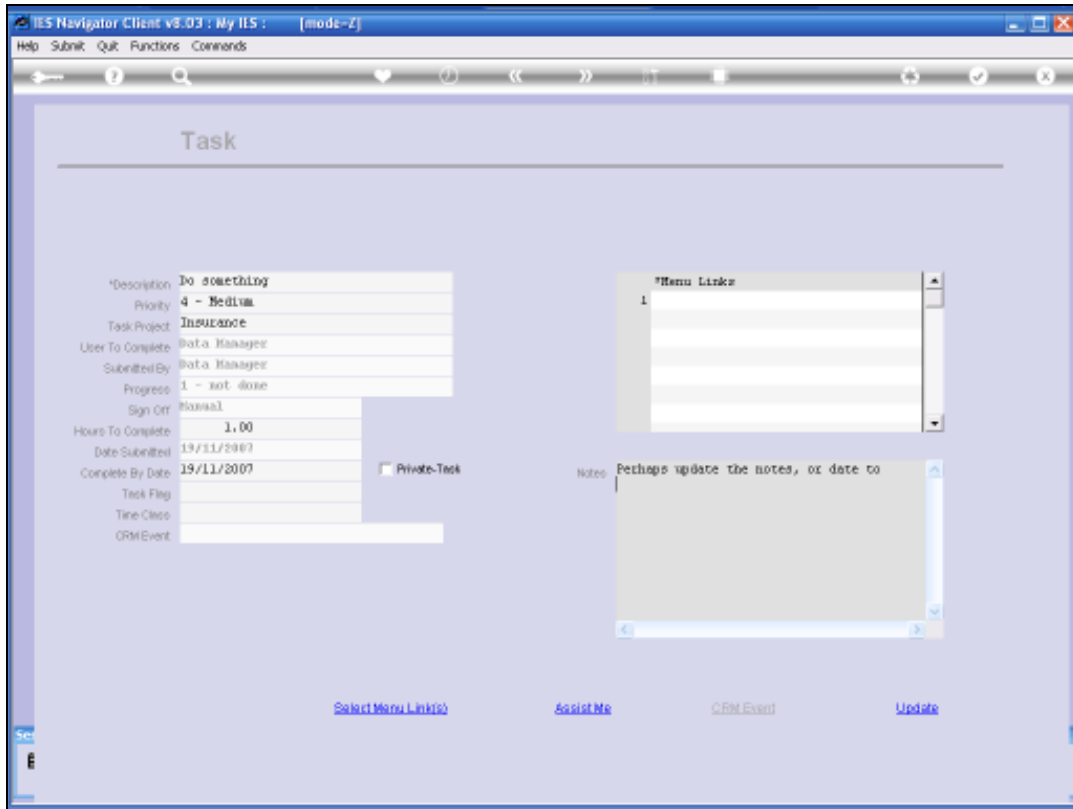 IES Navigator Client v8.03 : My IES : [mode-Z]
Help Submit Quit Functions Commands
Task
*Description Do something
Priority 4 - Medium
Task Project Insurance
User To Complete Data Manager
Submitted By Data Manager
Progress 1 - not done
Sign Off Manual
Hours To Complete 1.00
Date Submitted 19/11/2007
Complete By Date 19/11/2007
Private-Task
Task Flag
Time Class
CRM Event
*Menu Links
1
Notes Perhaps update the notes, or date to
Select Menu Link(s) Assist Me CRM Event Update